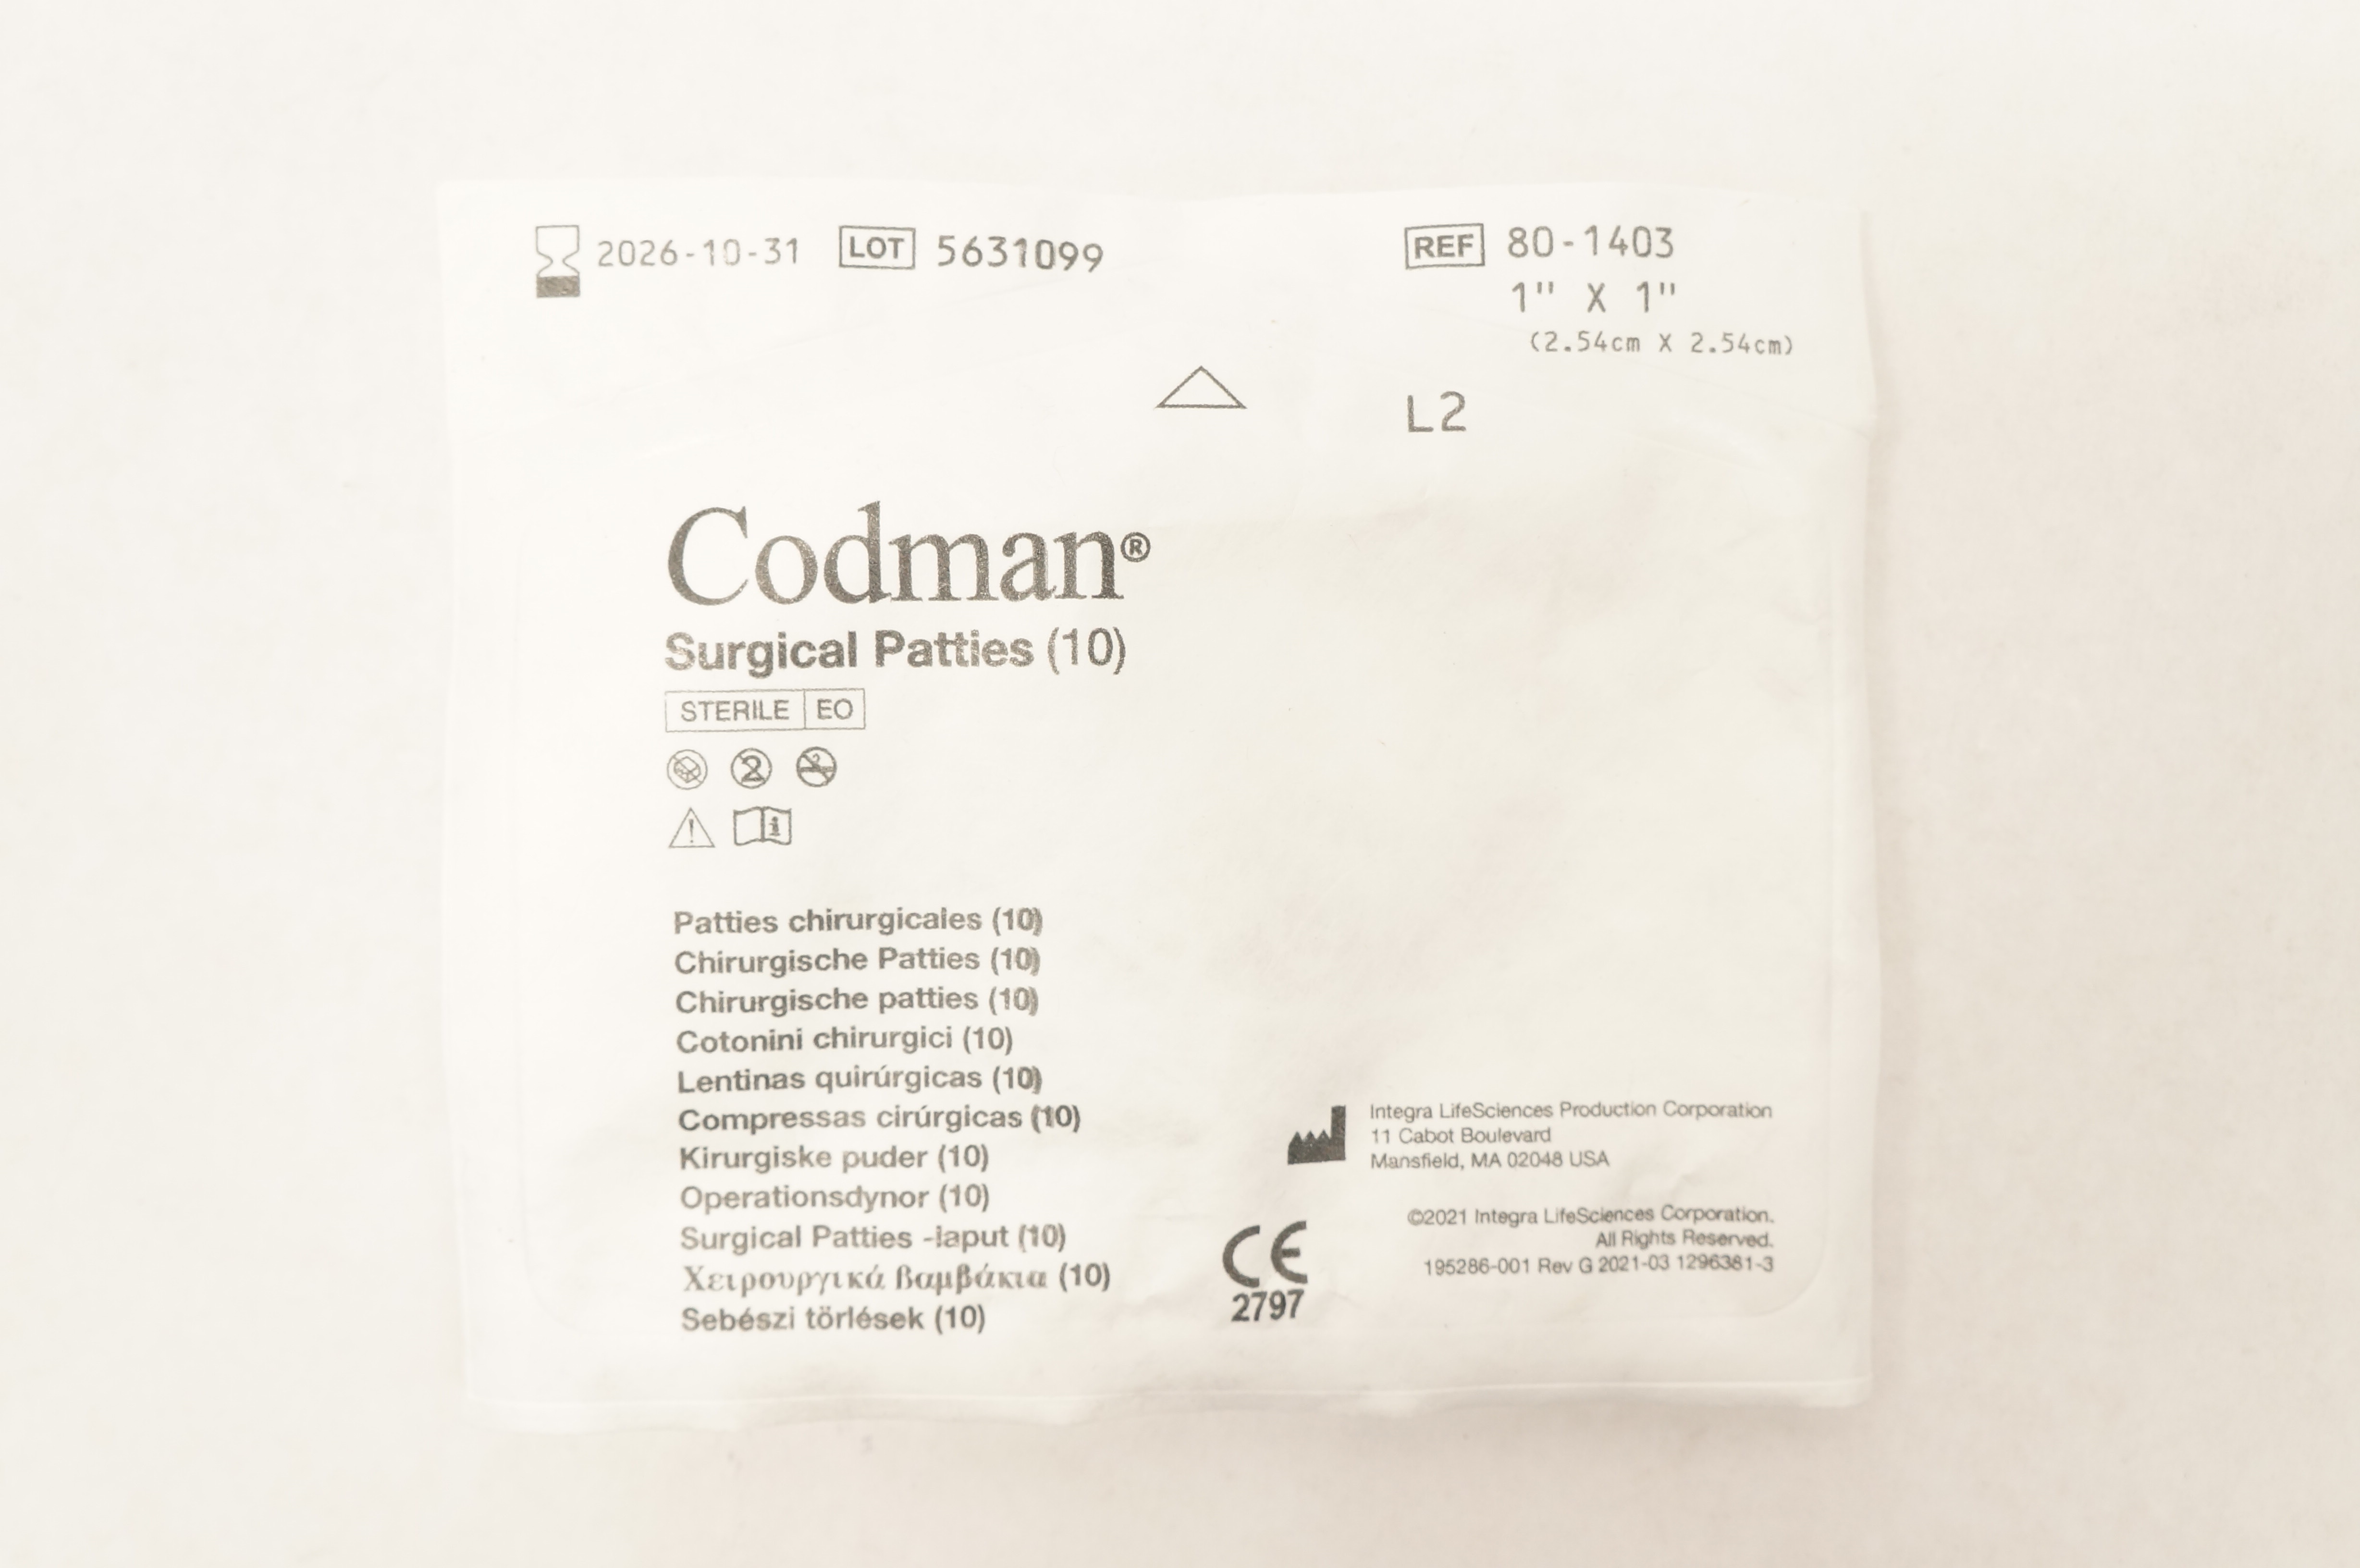 2026-10-31 LOT 5631099
REF 80-1403
1" X 1"
(2.54cm X 2.54cm)
L2
Codman®
Surgical Patties (10)
STERILE EO
2
Patties chirurgicales (10)
Chirurgische Patties (10)
Chirurgische patties (10)
Cotonini chirurgici (10)
Lentinas quirúrgicas (10)
Compressas cirúrgicas (10)
Kirurgiske puder (10)
Operationsdynor (10)
Surgical Patties -laput (10)
Χειρουργικά βαμβάκια (10)
Sebészi törlések (10)
Integra LifeSciences Production Corporation
11 Cabot Boulevard
Mansfield, MA 02048 USA
CE
2797
©2021 Integra LifeSciences Corporation.
All Rights Reserved.
195286-001 Rev G 2021-03 1296381-3